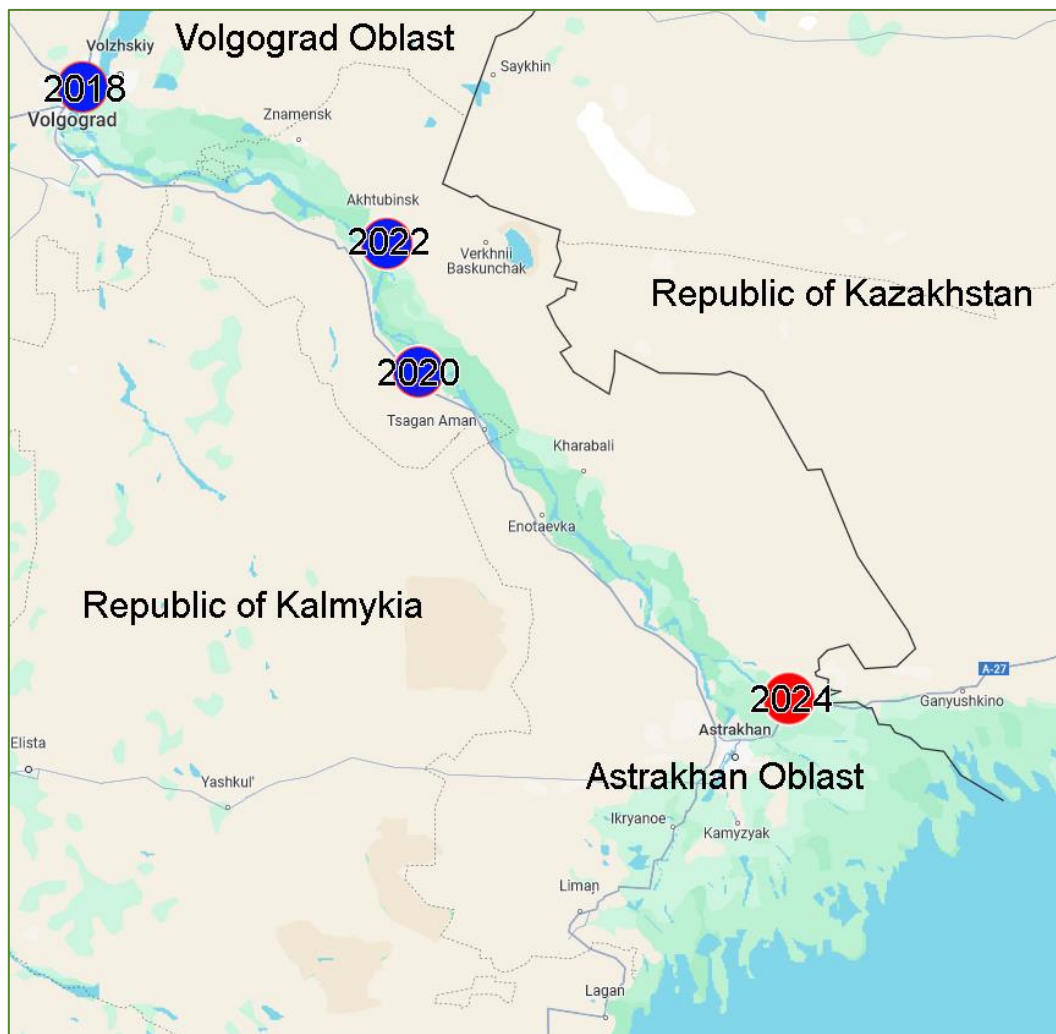 Volgograd Oblast
Volzhskiy
Saykhin
2018
Volgograd
Znamensk
Akhtubinsk
2022
Verkhnii
Baskunchak
Republic of Kazakhstan
2020
Tsagan Aman
Kharabali
Enotaevka
Republic of Kalmykia
A-27
2024
Ganyushkino
Astrakhan
Elista
Astrakhan Oblast
Yashkul'
Ikryanoe
Kamyzyak
Liman
Lagan